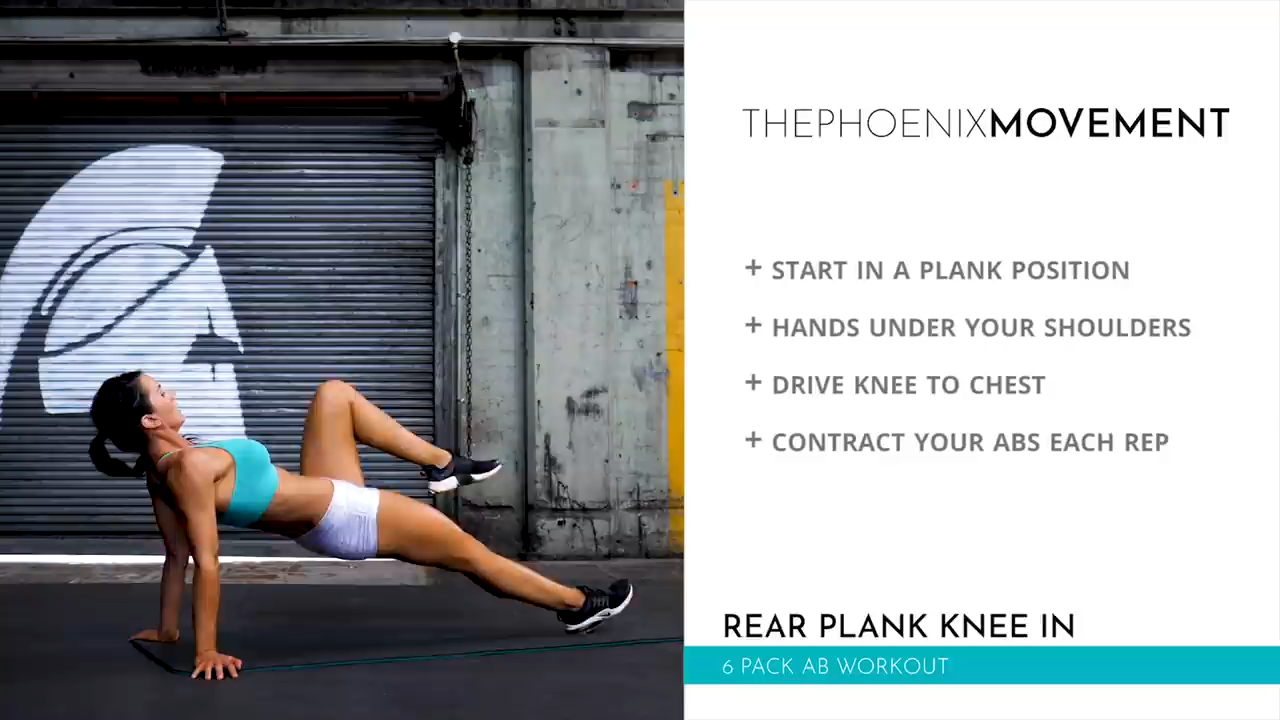 THEPHOENIXMOVEMENT
+ START IN A PLANK POSITION
+ HANDS UNDER YOUR SHOULDERS
+ DRIVE KNEE TO CHEST
+ CONTRACT YOUR ABS EACH REP
REAR PLANK KNEE IN
6 PACK AB WORKOUT